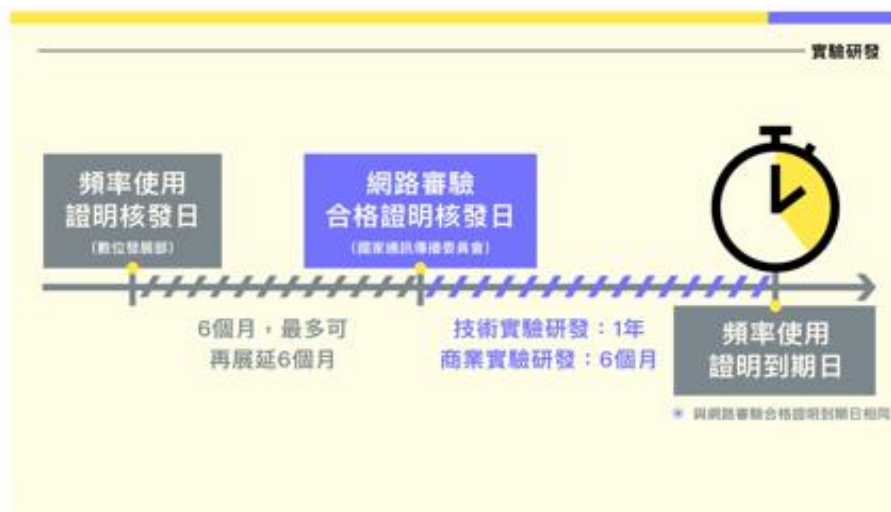 實驗研發
頻率使用
證明核發日
(數位發展部)
網路審驗
合格證明核發日
(國家通訊傳播委員會)
6個月，最多可
再展延6個月
技術實驗研發：1年
商業實驗研發：6個月
頻率使用
證明到期日
* 與網路審驗合格證明到期日相同